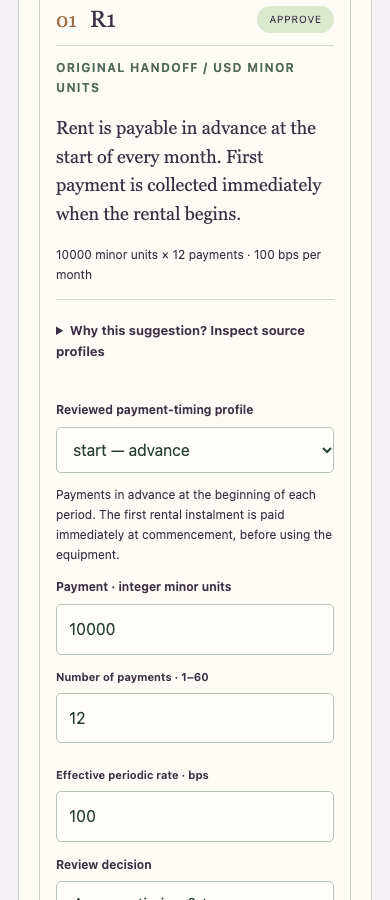 01 R1
APPROVE
ORIGINAL HANDOFF / USD MINOR
UNITS
Rent is payable in advance at the
start of every month. First
payment is collected immediately
when the rental begins.
10000 minor units × 12 payments · 100 bps per
month
▶ Why this suggestion? Inspect source
profiles
Reviewed payment-timing profile
start — advance
Payments in advance at the beginning of each
period. The first rental instalment is paid
immediately at commencement, before using the
equipment.
Payment · integer minor units
10000
Number of payments · 1–60
12
Effective periodic rate · bps
100
Review decision